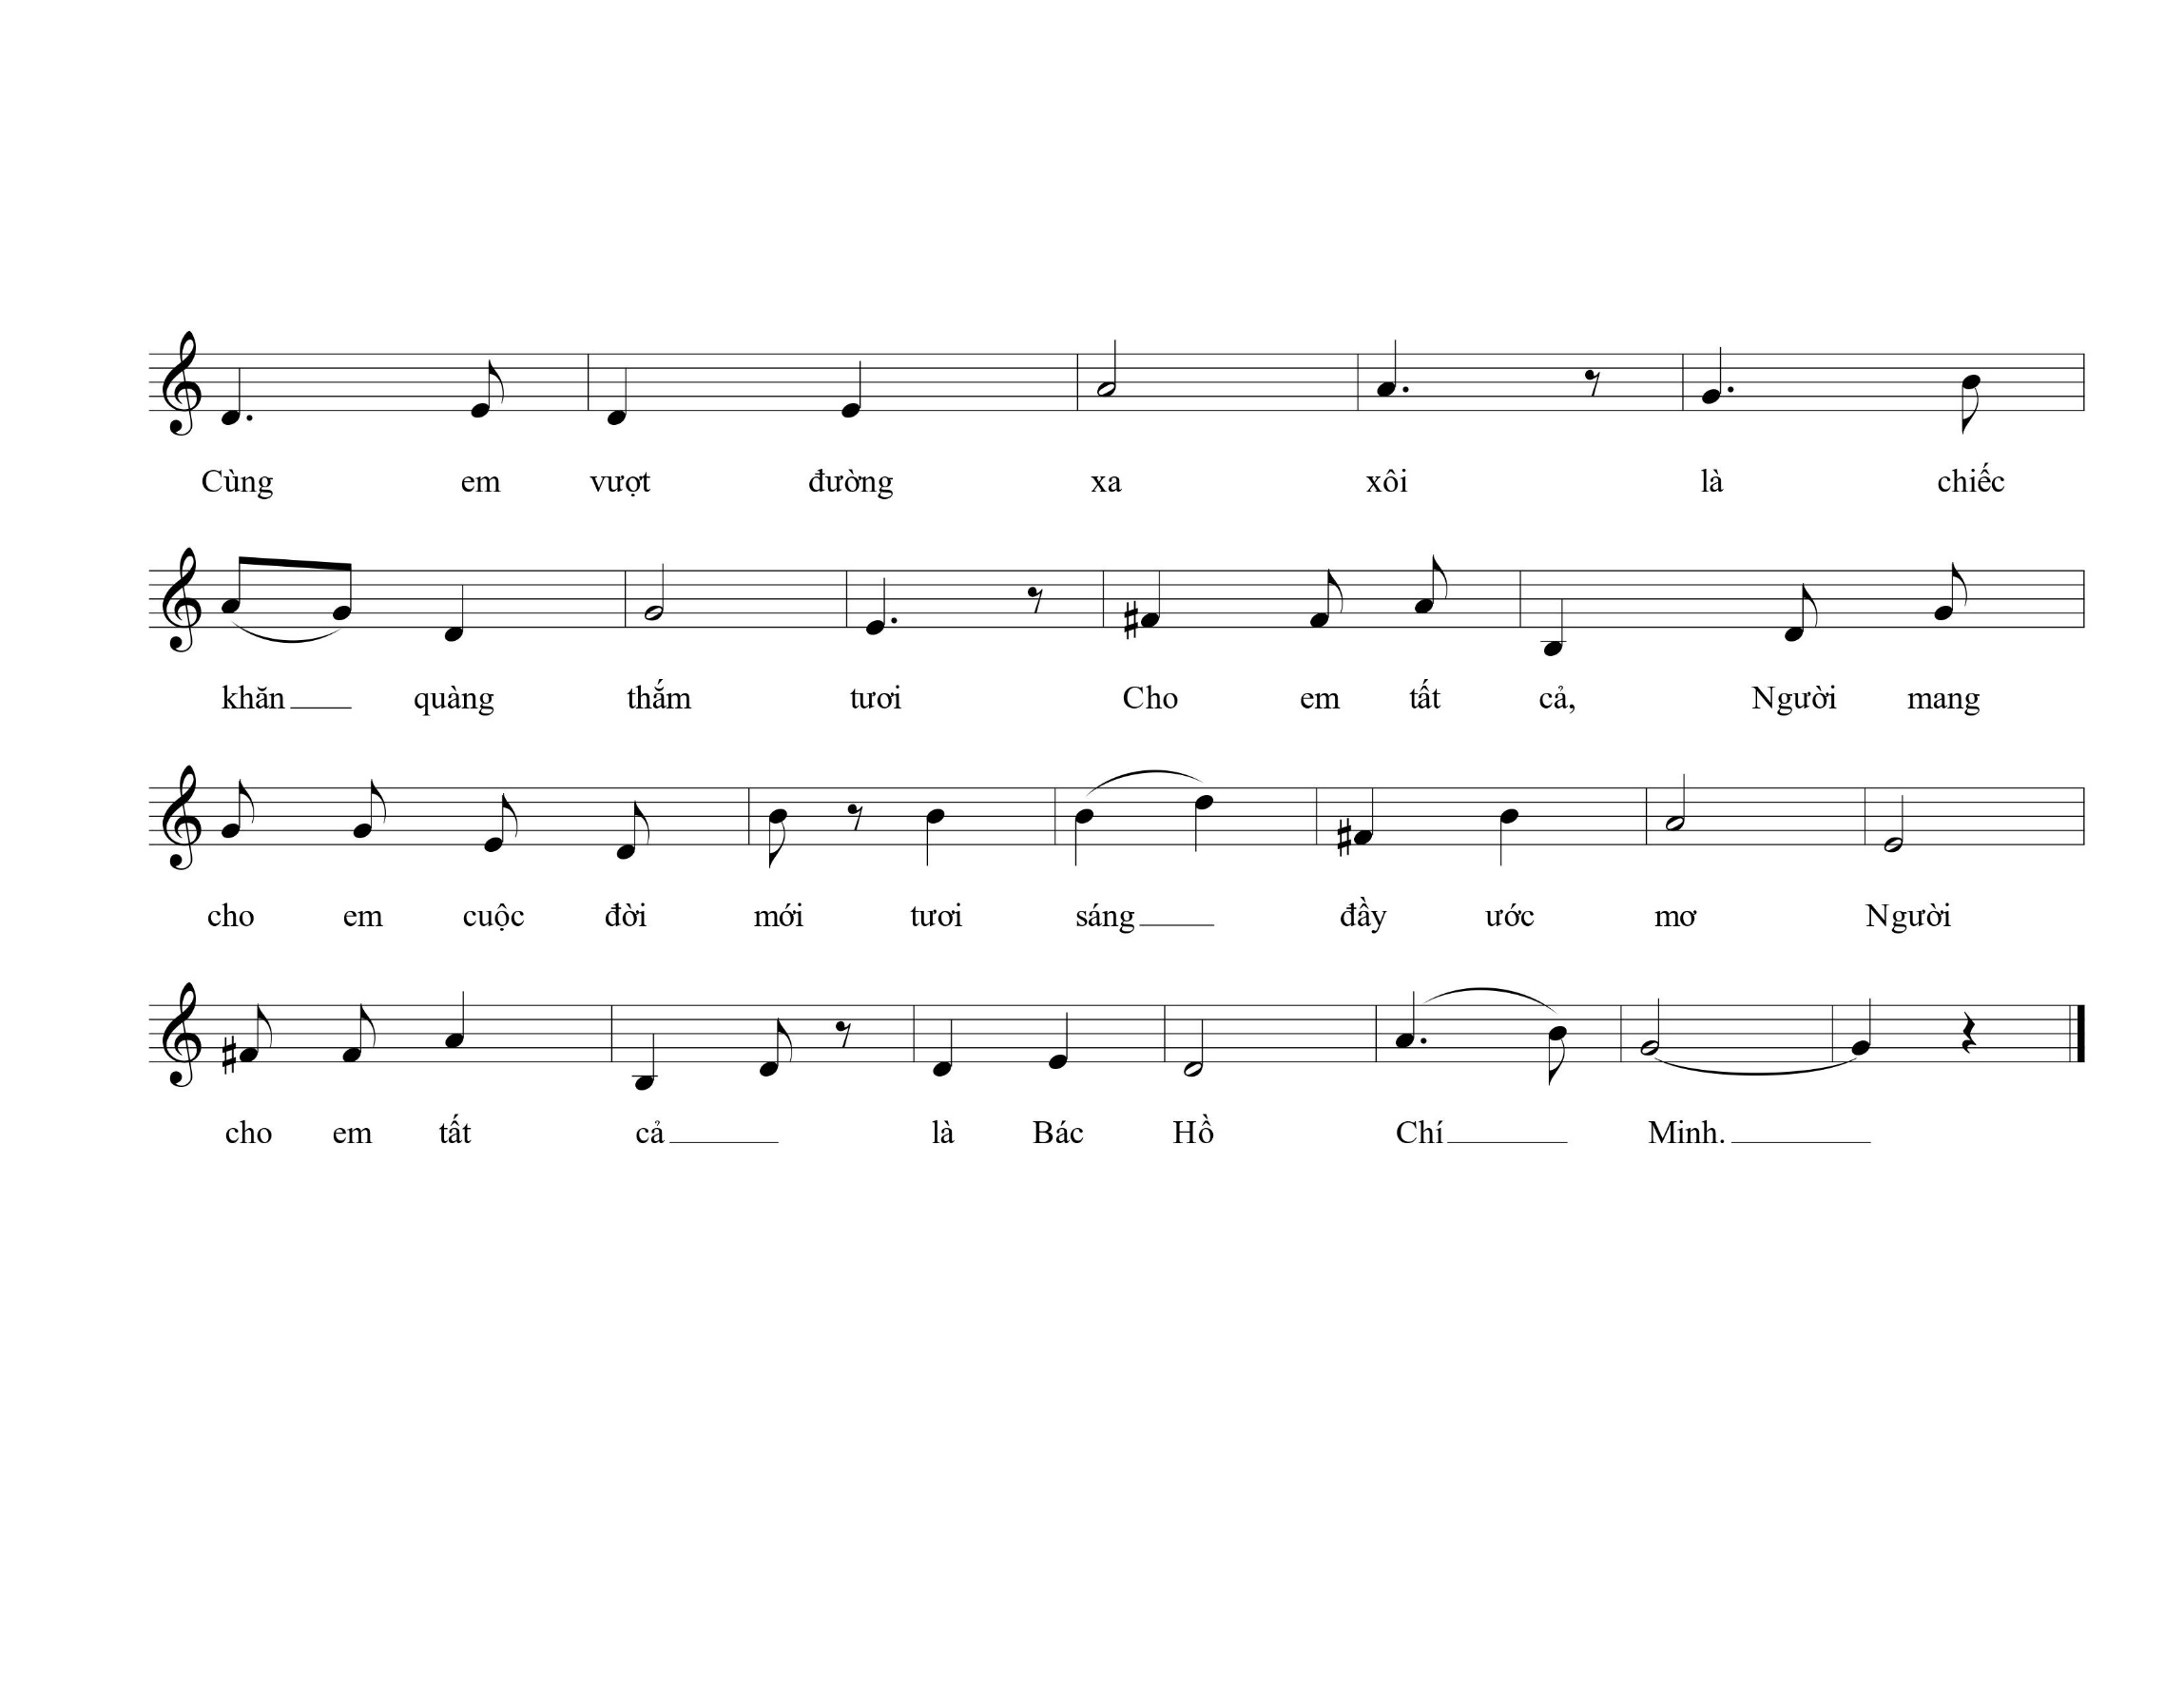 Cùng em vượt đường xa xôi là chiếc
khăn quàng thắm tươi Cho em tất cả, Người mang
cho em cuộc đời mới tươi sáng đầy ước mơ Người
cho em tất cả là Bác Hồ Chí Minh.